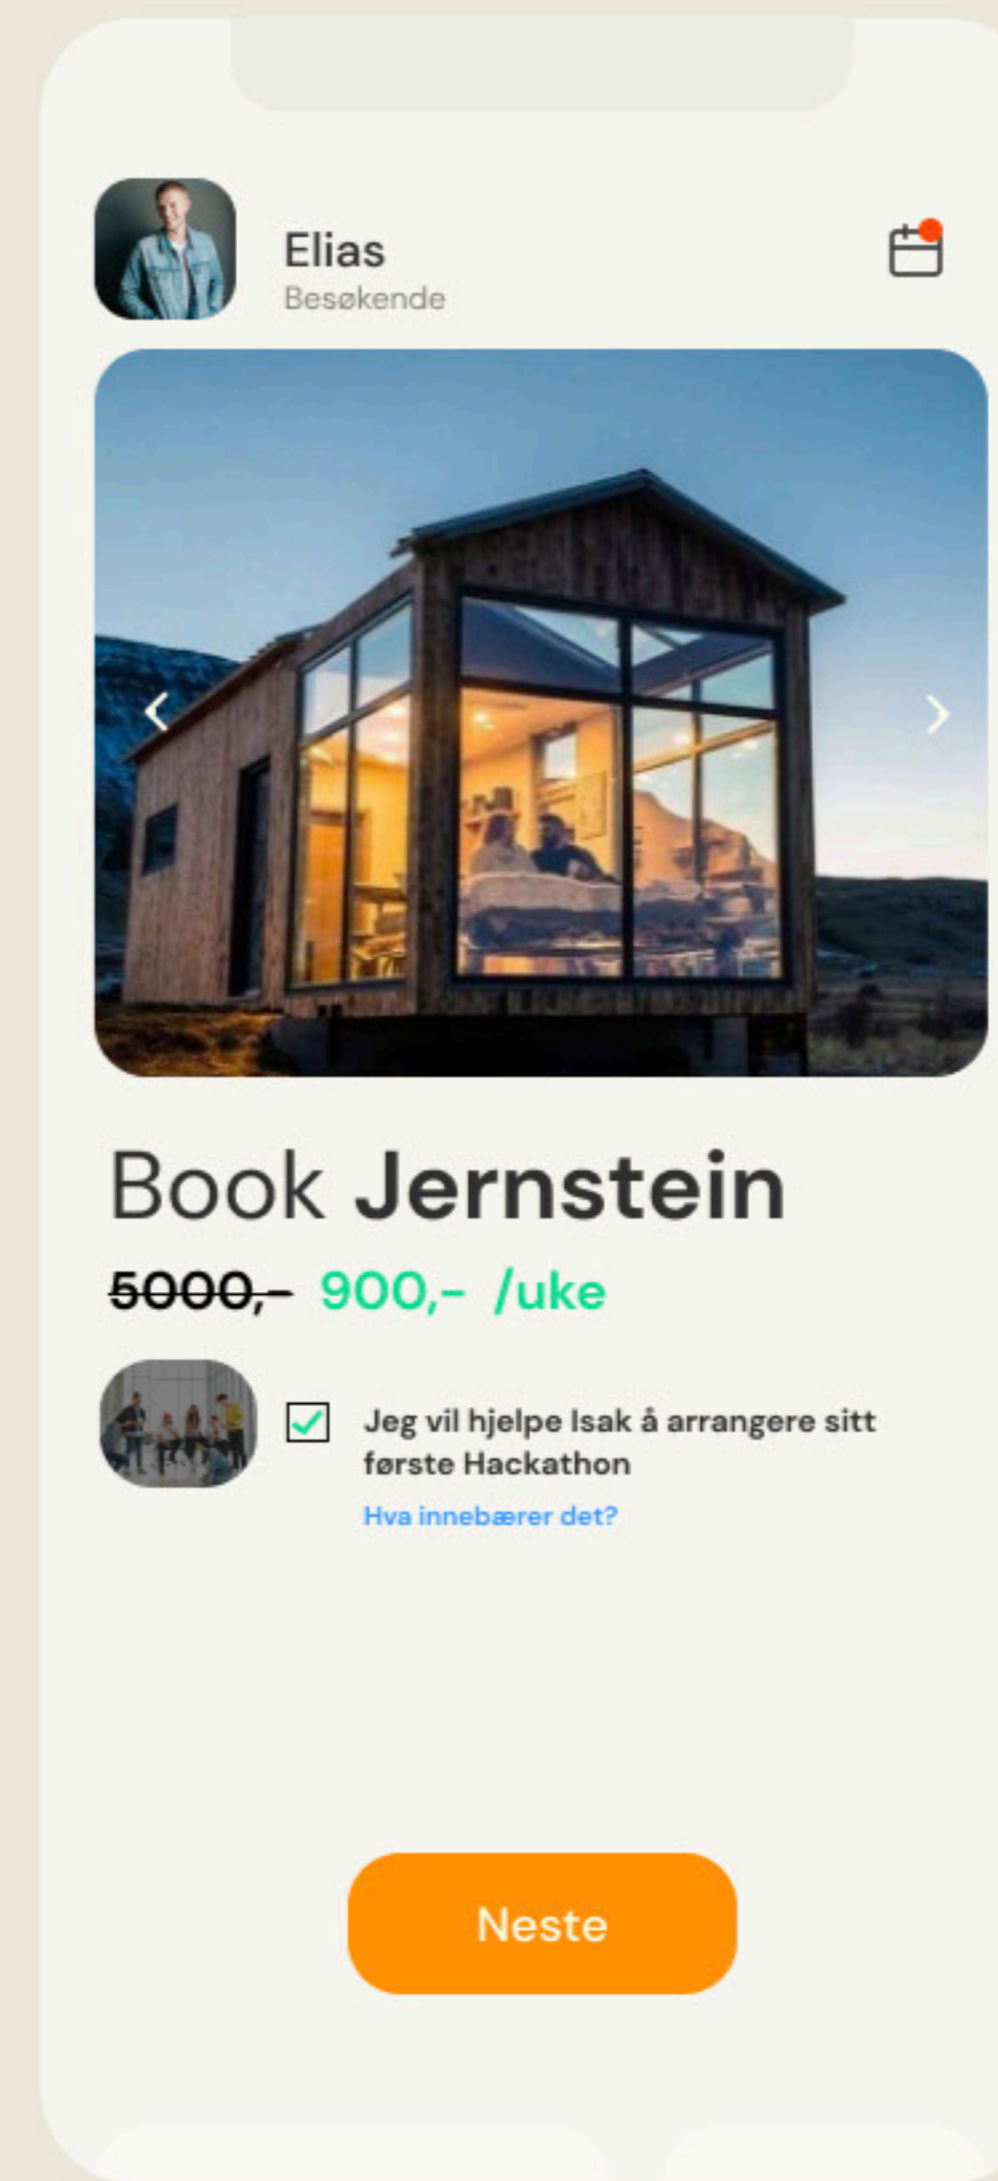 Elias
Besøkende
Book Jernstein
5000,- 900,- /uke
Jeg vil hjelpe Isak å arrangere sitt
første Hackathon
Hva innebærer det?
Neste